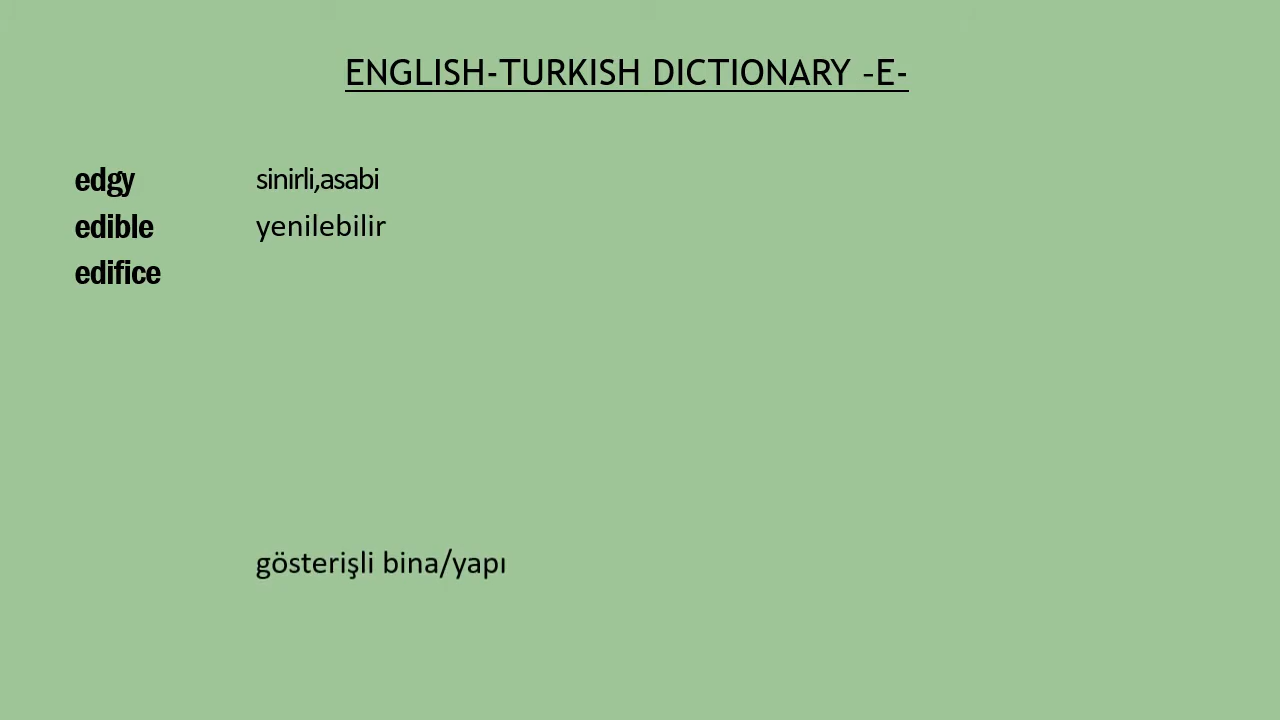 ENGLISH-TURKISH DICTIONARY –E-
edgy sinirli,asabi
edible yenilebilir
edifice
gösterişli bina/yapı